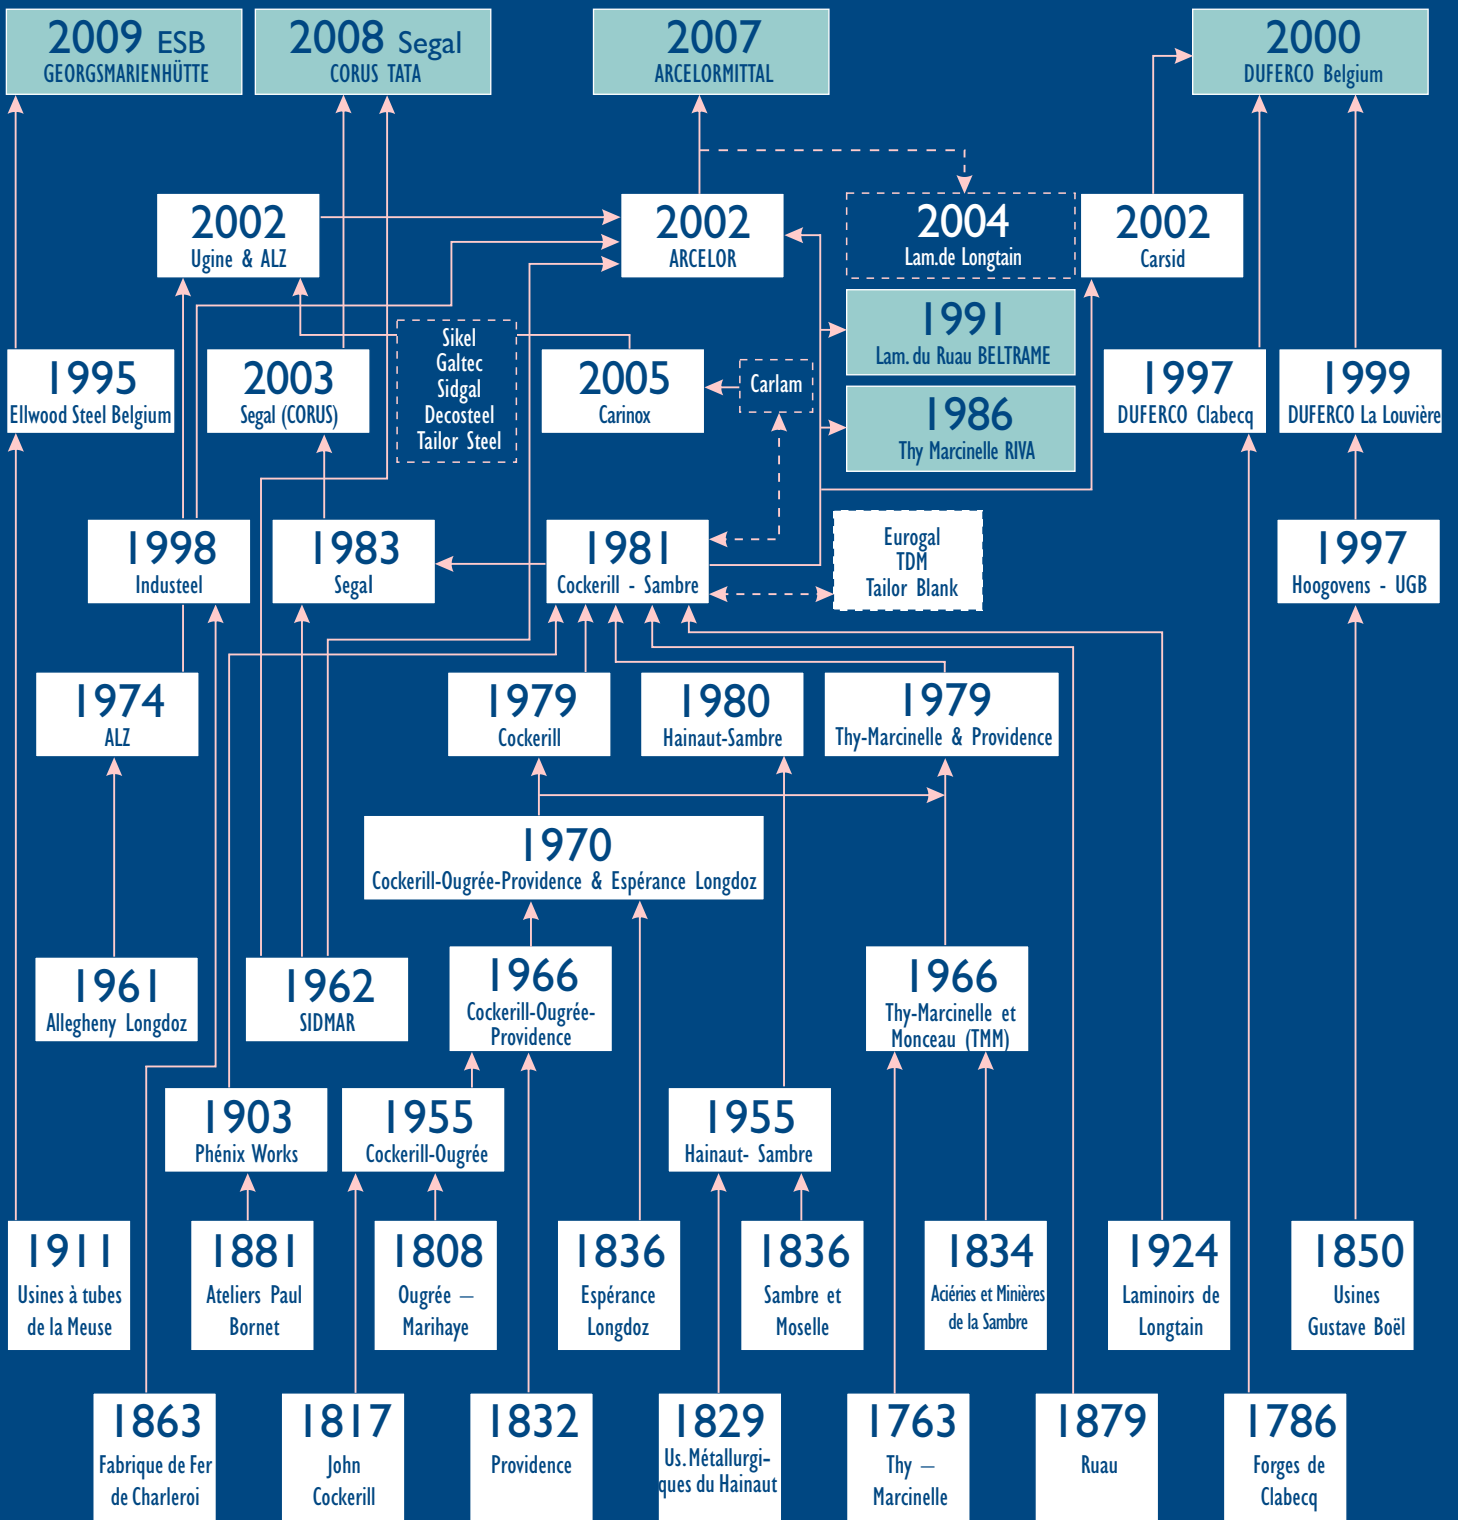 2009 ESB
GEORGSMARIENHÜTTE
2008 Segal
CORUS TATA
2007
ARCELORMITTAL
2000
DUFERCO Belgium
2002
Ugine & ALZ
2002
ARCELOR
2004
Lam.de Longtain
2002
Carsid
1991
Lam. du Ruau BELTRAME
1995
Ellwood Steel Belgium
2003
Segal (CORUS)
Sikel
Galtec
Sidgal
Decosteel
Tailor Steel
2005
Carinox
Carlam
1986
Thy Marcinelle RIVA
1997
DUFERCO Clabecq
1999
DUFERCO La Louvière
1998
Industeel
1983
Segal
1981
Cockerill - Sambre
Eurogal
TDM
Tailor Blank
1997
Hoogovens - UGB
1974
ALZ
1979
Cockerill
1980
Hainaut-Sambre
1979
Thy-Marcinelle & Providence
1970
Cockerill-Ougrée-Providence & Espérance Longdoz
1961
Allegheny Longdoz
1962
SIDMAR
1966
Cockerill-Ougrée-
Providence
1966
Thy-Marcinelle et
Monceau (TMM)
1903
Phénix Works
1955
Cockerill-Ougrée
1955
Hainaut- Sambre
1911
Usines à tubes
de la Meuse
1881
Ateliers Paul
Bornet
1808
Ougrée –
Marihaye
1836
Espérance
Longdoz
1836
Sambre et
Moselle
1834
Aciéries et Minières
de la Sambre
1924
Laminoirs de
Longtain
1850
Usines
Gustave Boël
1863
Fabrique de Fer
de Charleroi
1817
John
Cockerill
1832
Providence
1829
Us. Métallurgi-
ques du Hainaut
1763
Thy –
Marcinelle
1879
Ruau
1786
Forges de
Clabecq